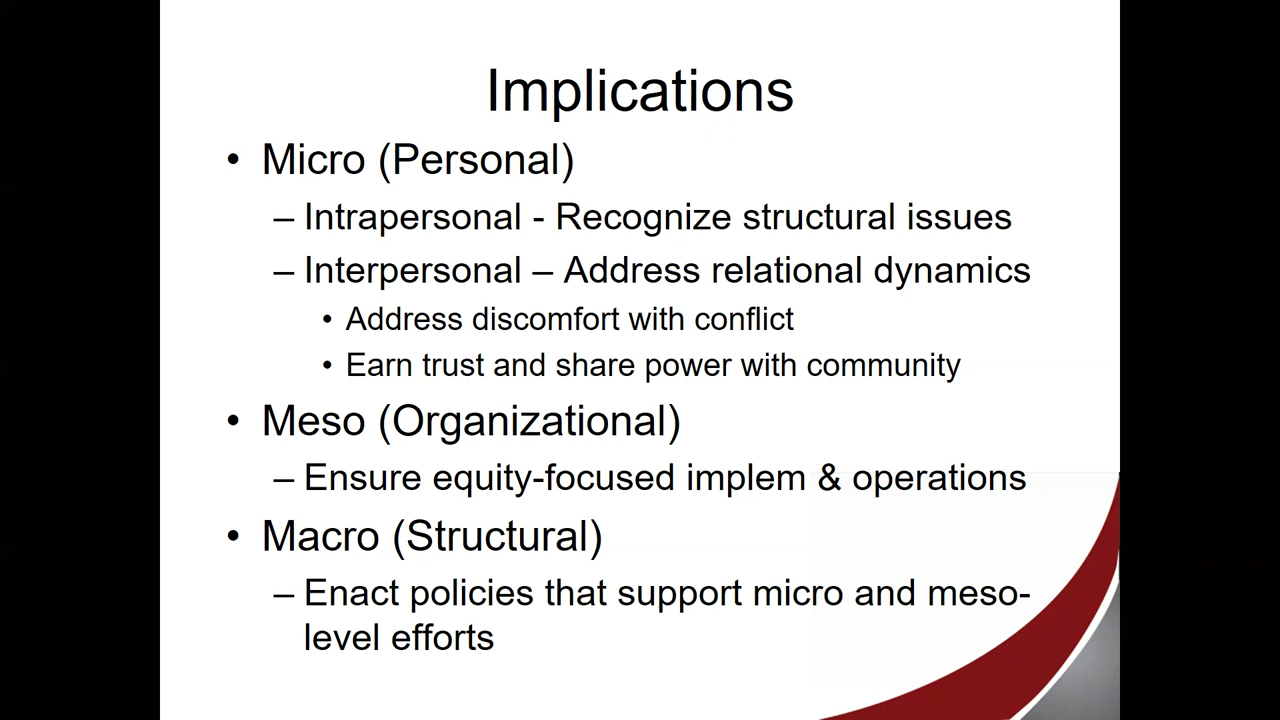 Implications
• Micro (Personal)
– Intrapersonal - Recognize structural issues
– Interpersonal – Address relational dynamics
• Address discomfort with conflict
• Earn trust and share power with community
• Meso (Organizational)
– Ensure equity-focused implem & operations
• Macro (Structural)
– Enact policies that support micro and meso-
level efforts